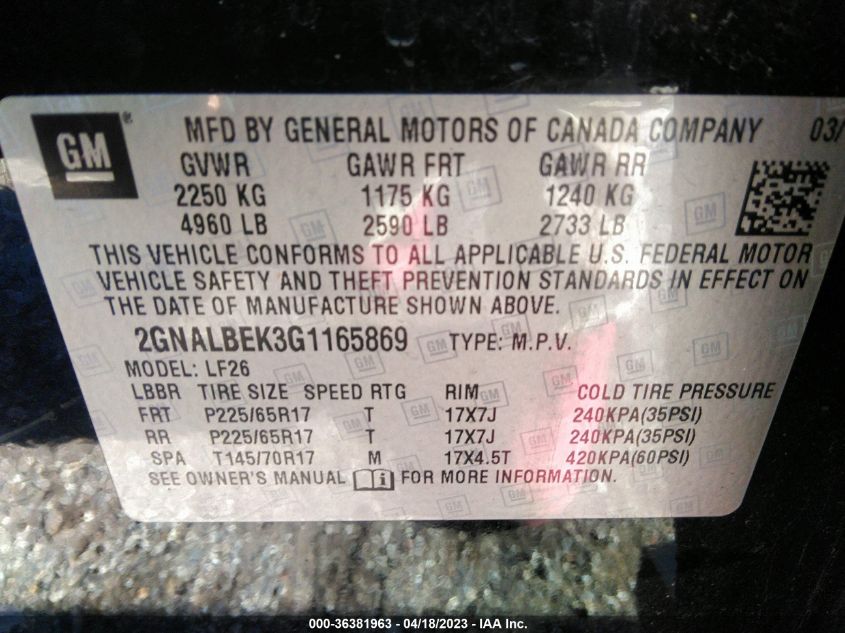 GM ® MFD BY GENERAL MOTORS OF CANADA COMPANY 03/
GVWR GAWR FRT GAWR RR
2250 KG 1175 KG 1240 KG
4960 LB 2590 LB 2733 LB
THIS VEHICLE CONFORMS TO ALL APPLICABLE U.S. FEDERAL MOTOR
VEHICLE SAFETY AND THEFT PREVENTION STANDARDS IN EFFECT ON
THE DATE OF MANUFACTURE SHOWN ABOVE.
2GNALBEK3G1165869 TYPE: M.P.V.
MODEL: LF26
LBBR TIRE SIZE SPEED RTG RIM COLD TIRE PRESSURE
FRT P225/65R17 T 17X7J 240KPA(35PSI)
RR P225/65R17 T 17X7J 240KPA(35PSI)
SPA T145/70R17 M 17X4.5T 420KPA(60PSI)
SEE OWNER'S MANUAL i FOR MORE INFORMATION.
000-36381963 - 04/18/2023 - IAA Inc.